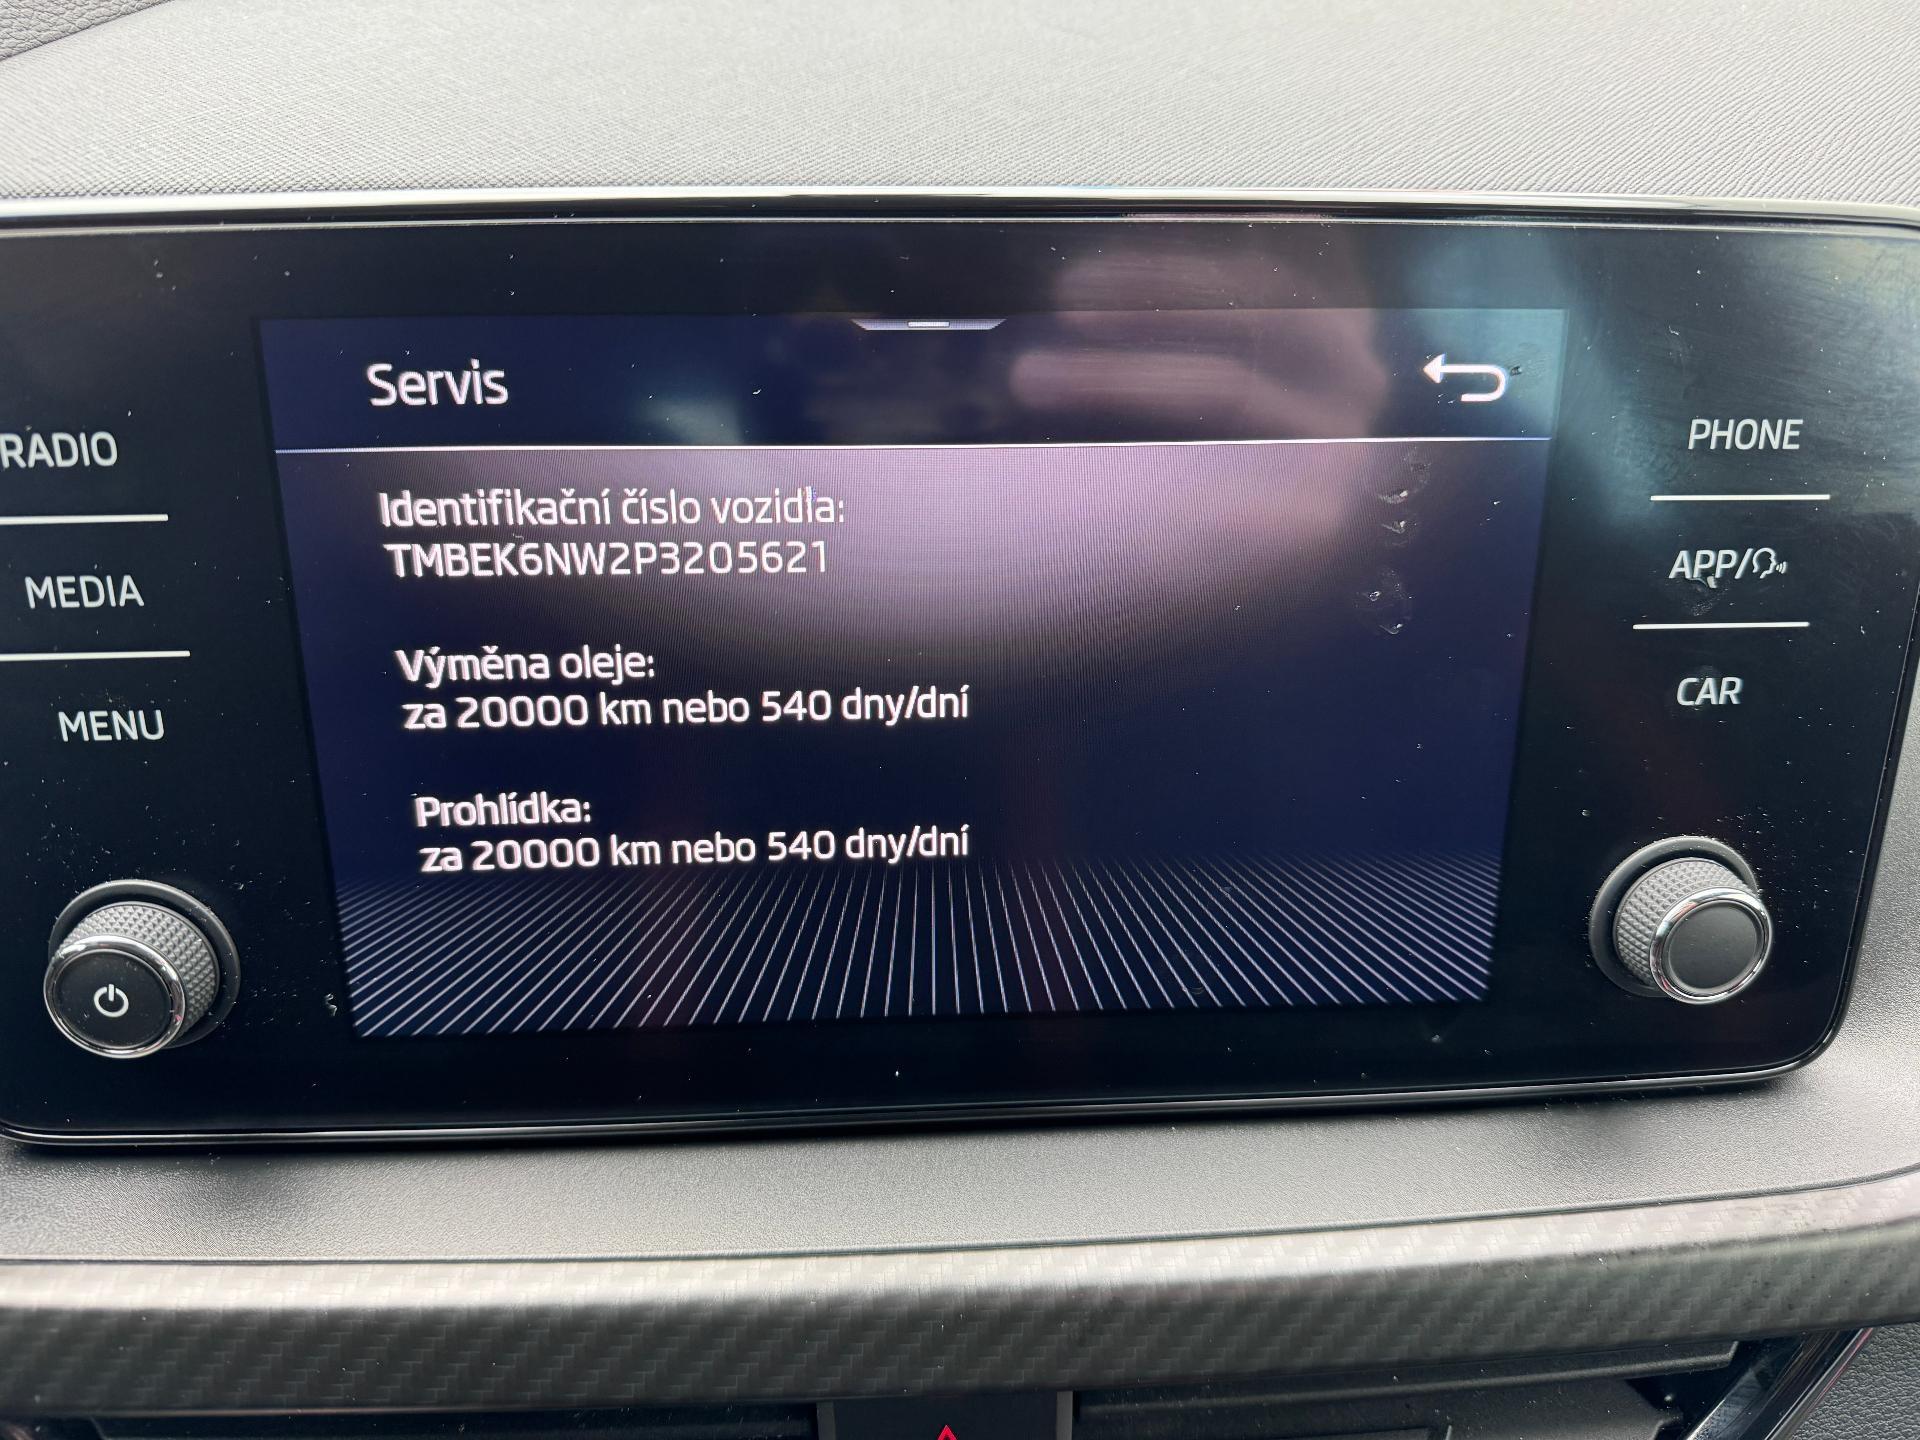 Servis
RADIO
MEDIA
MENU
Identifikační číslo vozidla:
TMBEK6NW2P3205621
Výměna oleje:
za 20000 km nebo 540 dny/dní
Prohlídka:
za 20000 km nebo 540 dny/dní
PHONE
APP/
CAR